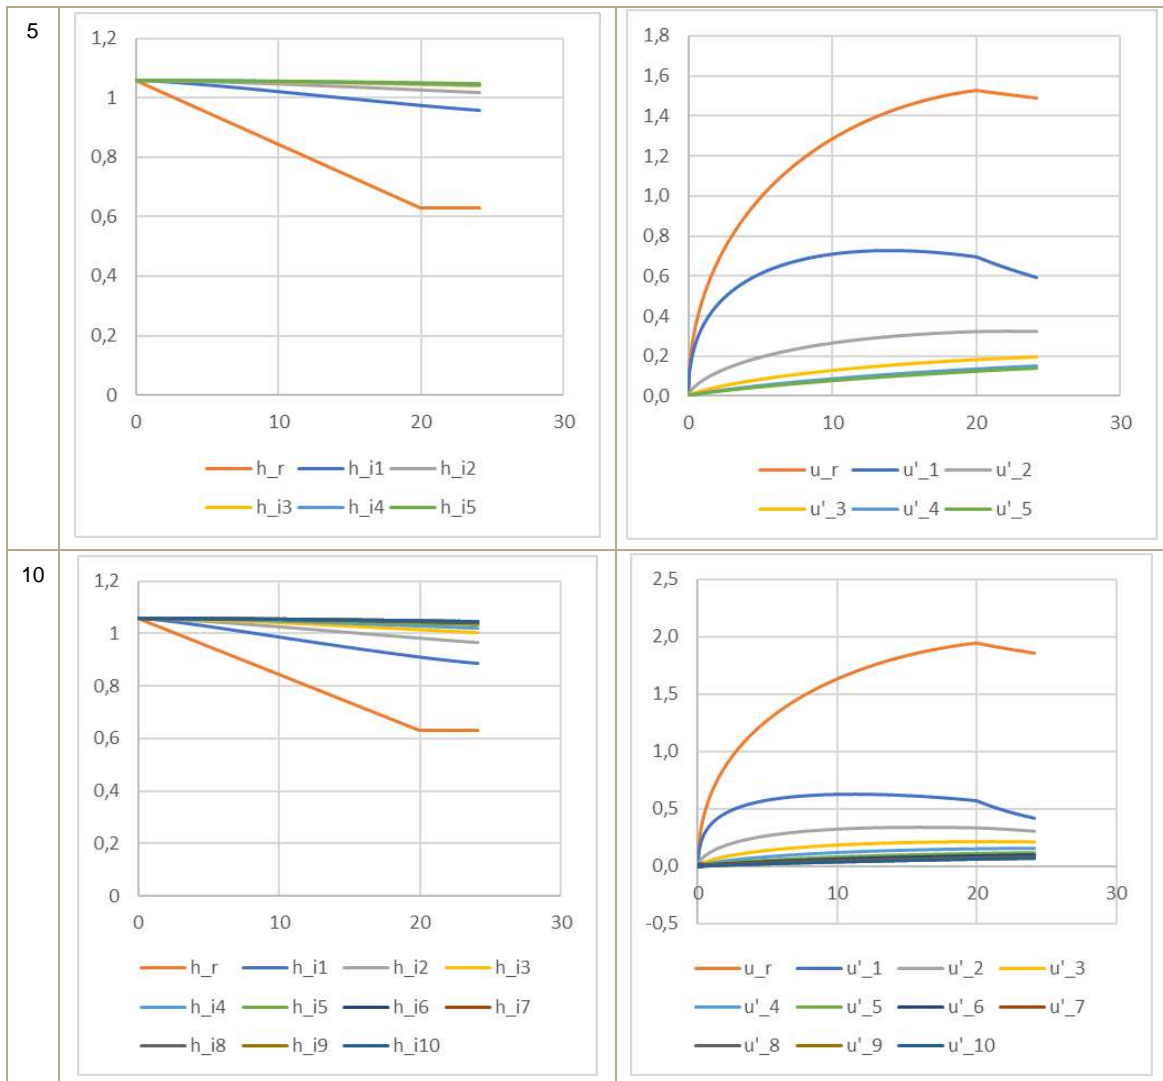 5
1,2
1
0,8
0,6
0,4
0,2
0
0 10 20 30
h_r h_i1 h_i2
h_i3 h_i4 h_i5
1,8
1,6
1,4
1,2
1,0
0,8
0,6
0,4
0,2
0,0
0 10 20 30
u_r u'_1 u'_2
u'_3 u'_4 u'_5
10
1,2
1
0,8
0,6
0,4
0,2
0
0 10 20 30
h_r h_i1 h_i2 h_i3
h_i4 h_i5 h_i6 h_i7
h_i8 h_i9 h_i10
2,5
2,0
1,5
1,0
0,5
0,0
-0,5
0 10 20 30
u_r u'_1 u'_2 u'_3
u'_4 u'_5 u'_6 u'_7
u'_8 u'_9 u'_10